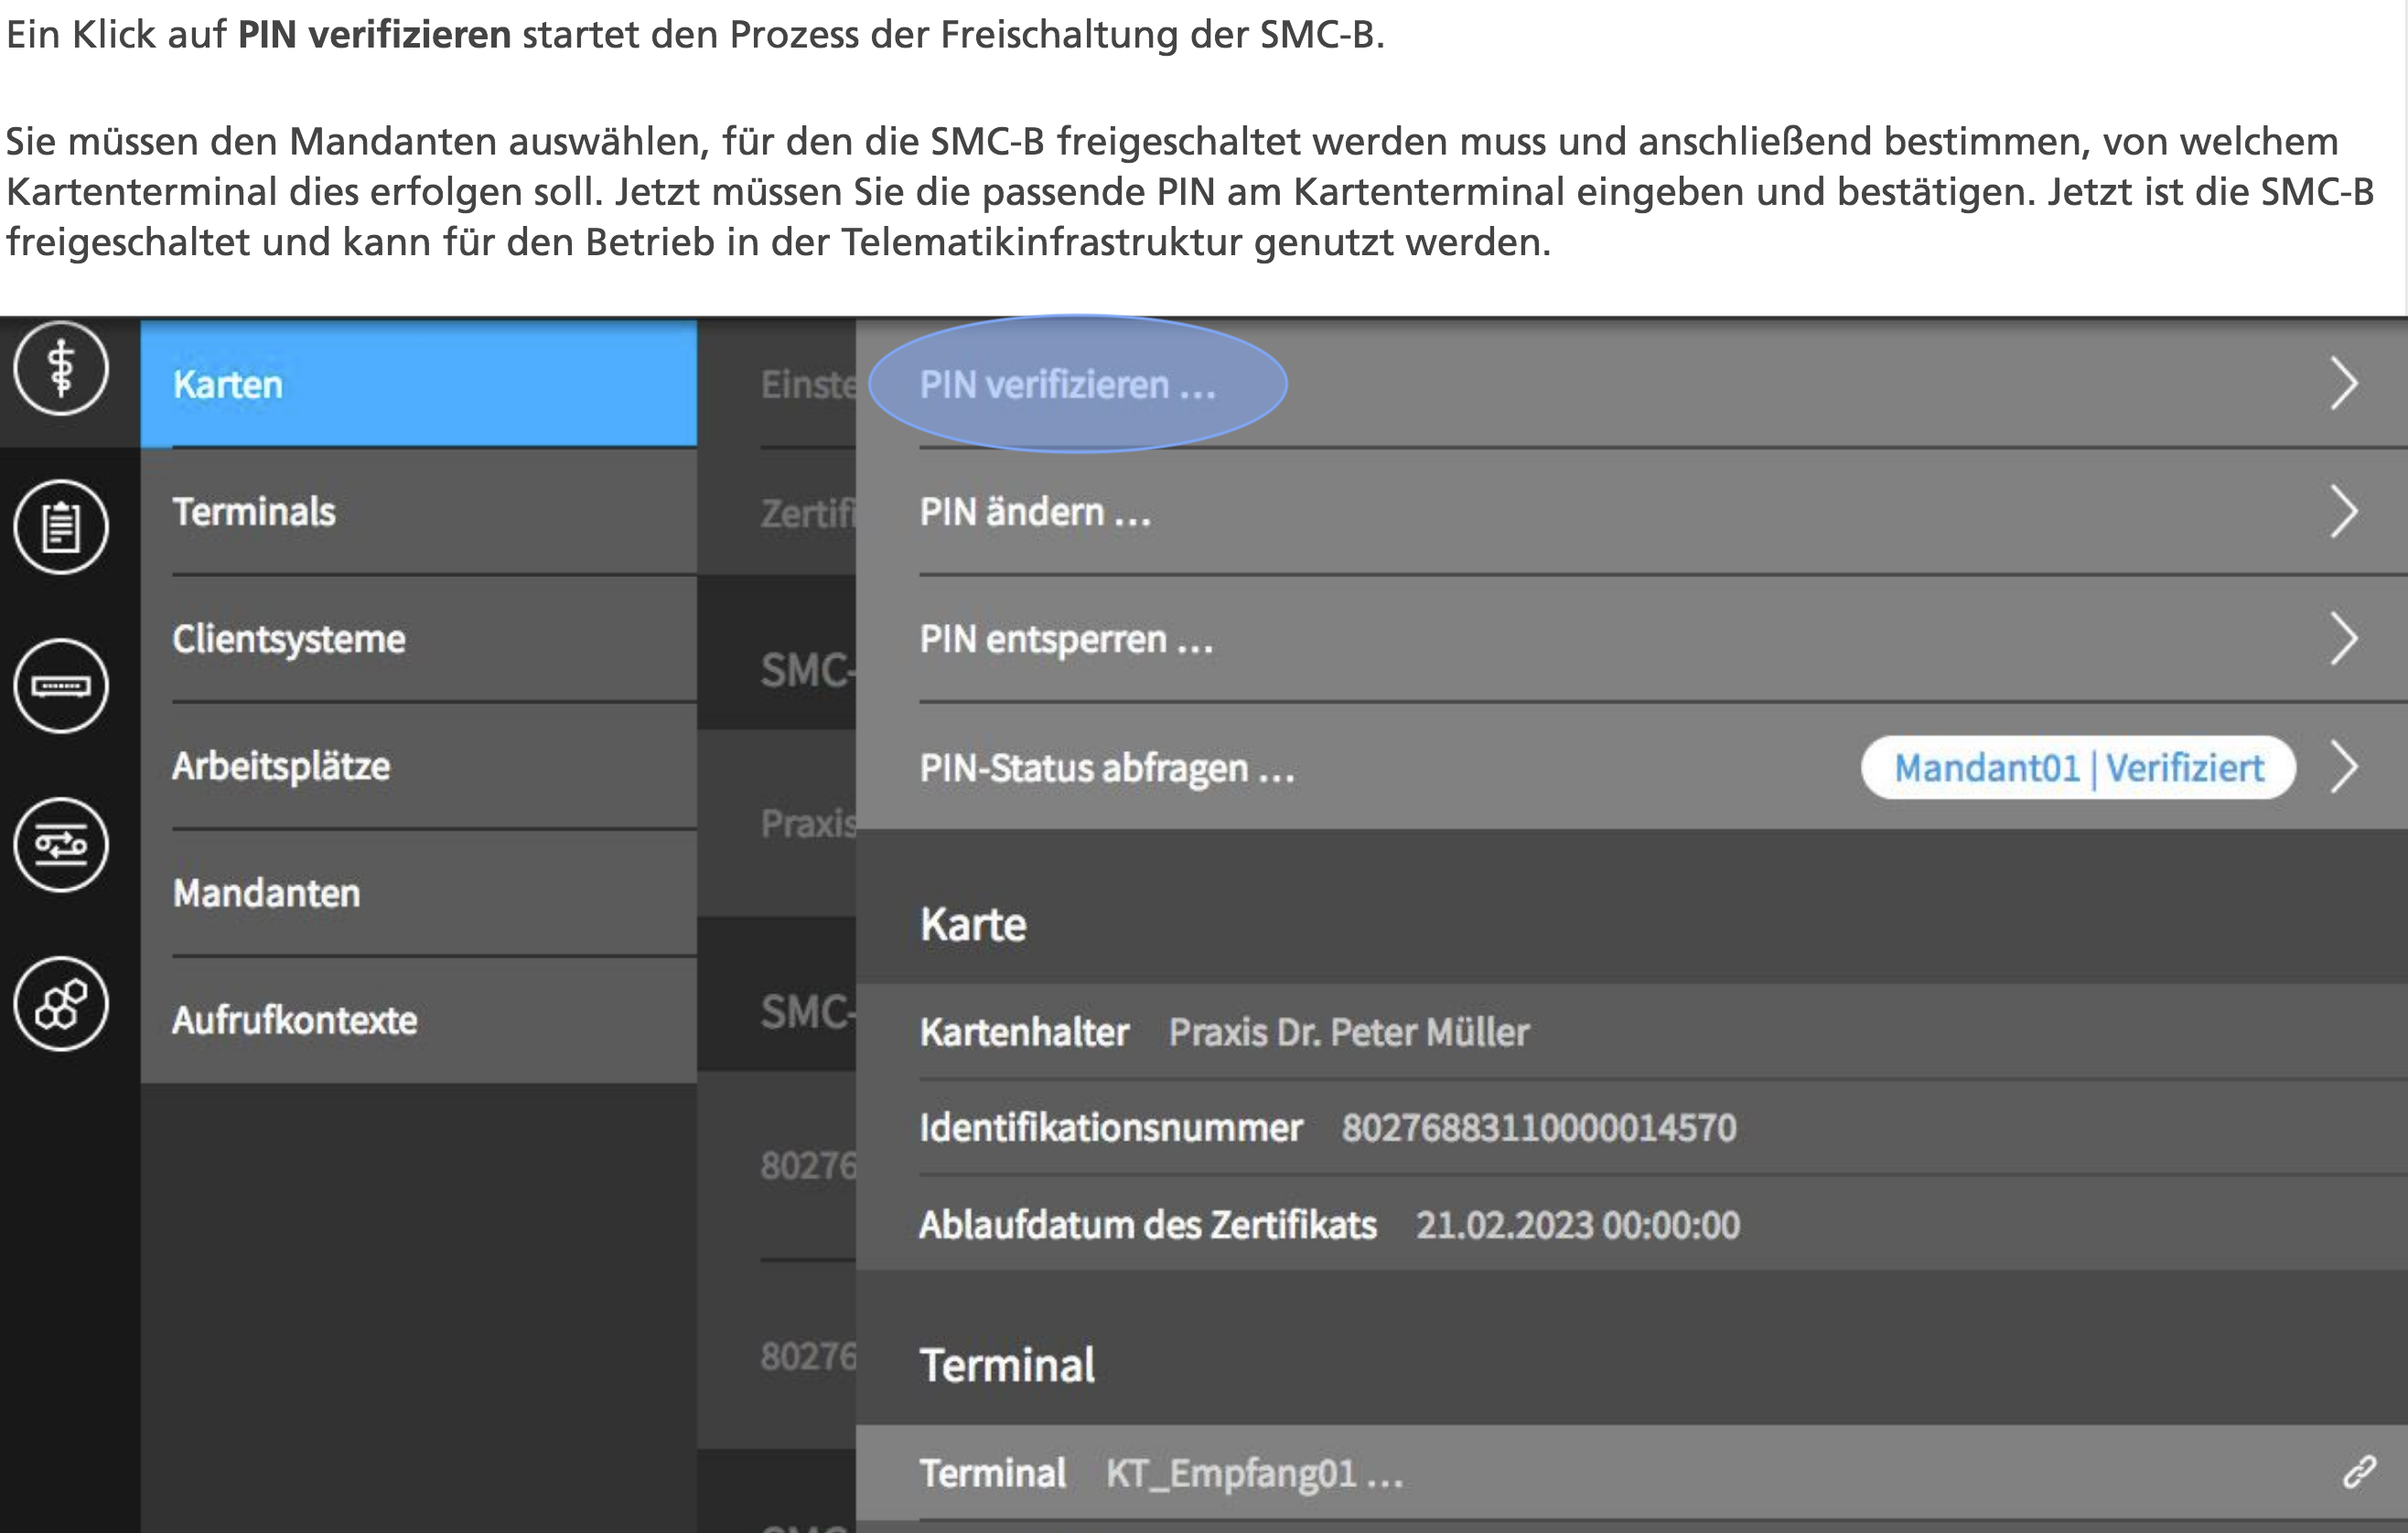 Ein Klick auf PIN verifizieren startet den Prozess der Freischaltung der SMC-B.
Sie müssen den Mandanten auswählen, für den die SMC-B freigeschaltet werden muss und anschließend bestimmen, von welchem
Kartenterminal dies erfolgen soll. Jetzt müssen Sie die passende PIN am Kartenterminal eingeben und bestätigen. Jetzt ist die SMC-B
freigeschaltet und kann für den Betrieb in der Telematikinfrastruktur genutzt werden.
Karten
Terminals
Clientsysteme
Arbeitsplätze
Mandanten
Aufrufkontexte
Einste
Zertifi
SMC-
Praxis
SMC-
80276
80276
PIN verifizieren ...
PIN ändern ...
PIN entsperren ...
PIN-Status abfragen ... Mandant01 | Verifiziert
Karte
Kartenhalter Praxis Dr. Peter Müller
Identifikationsnummer 80276883110000014570
Ablaufdatum des Zertifikats 21.02.2023 00:00:00
Terminal
Terminal KT_Empfang01 ...